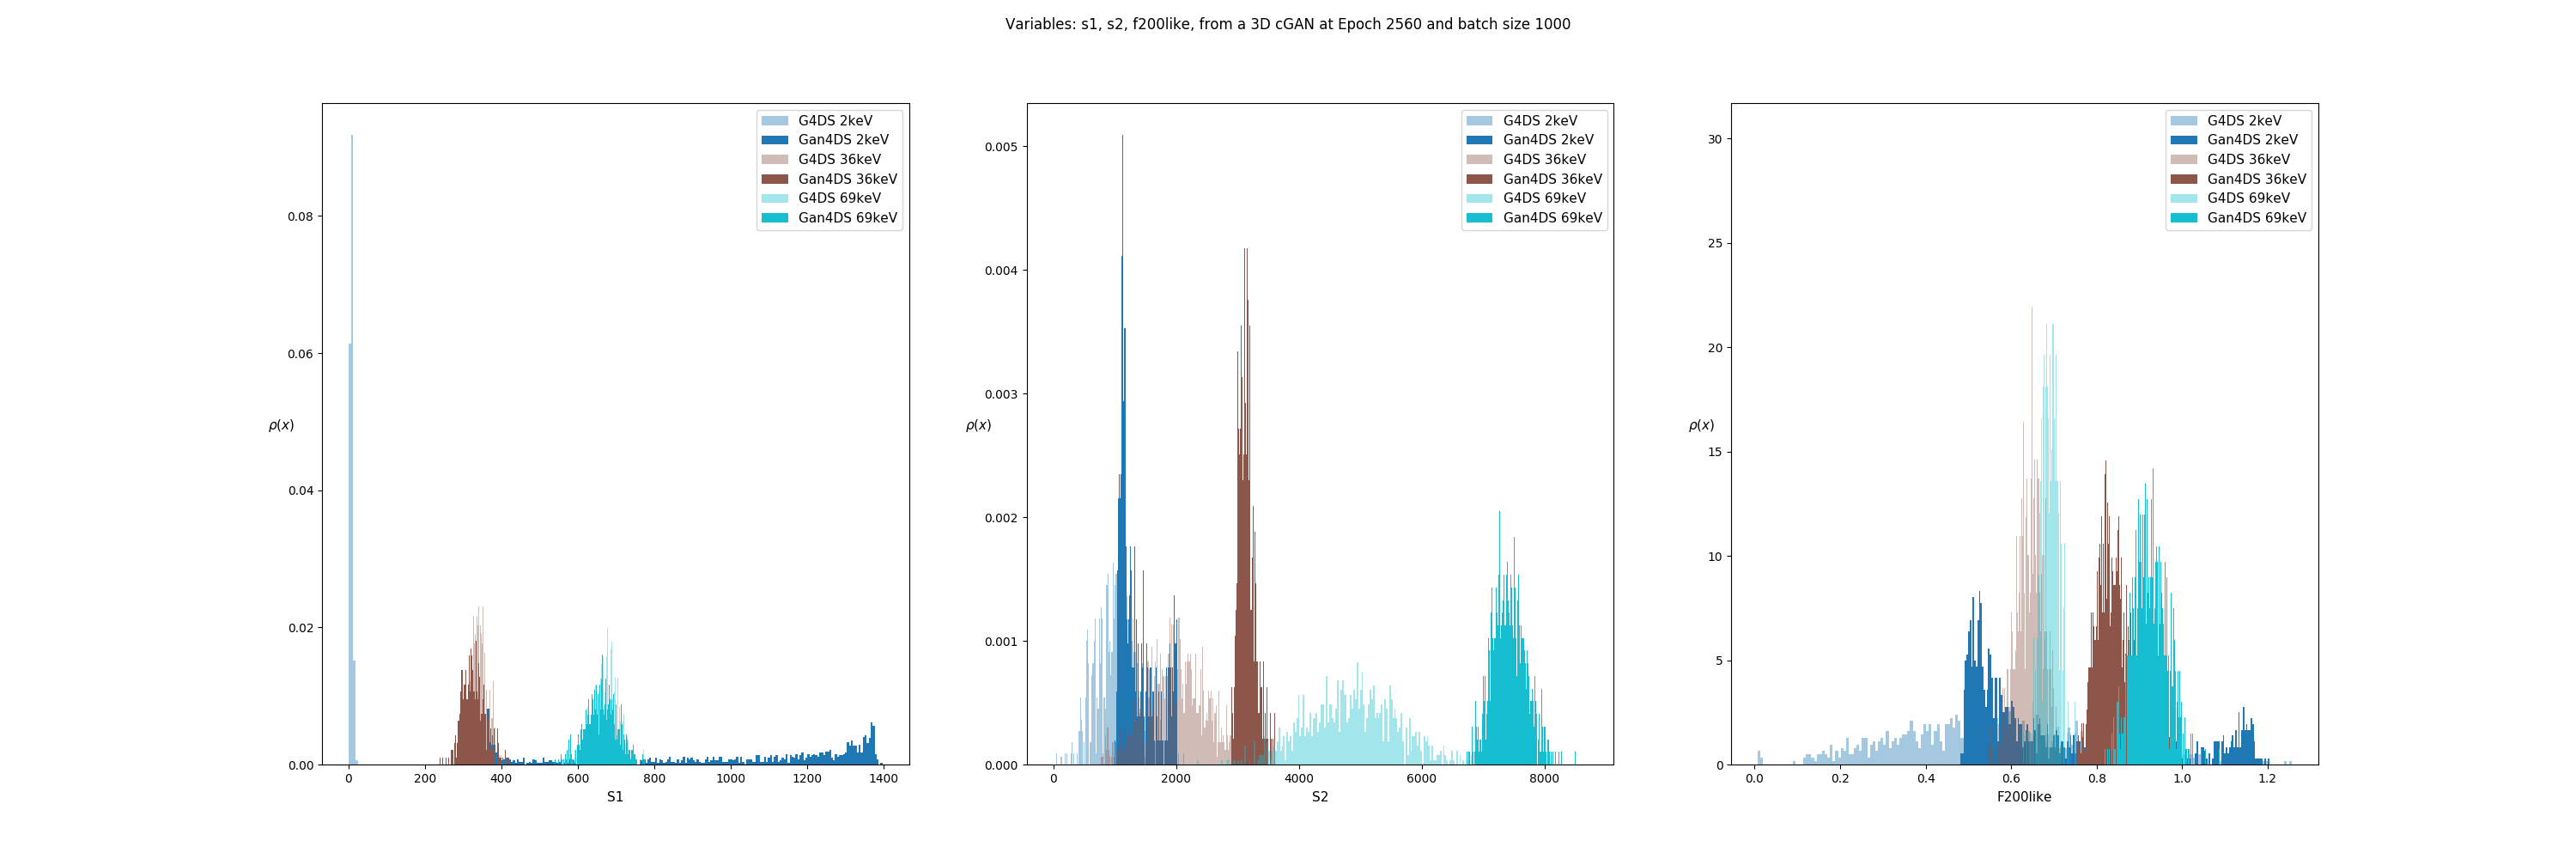 Variables: s1, s2, f200like, from a 3D cGAN at Epoch 2560 and batch size 1000
G4DS 2keV
Gan4DS 2keV
G4DS 36keV
Gan4DS 36keV
G4DS 69keV
Gan4DS 69keV
0.08
0.06
ρ(x)
0.04
0.02
0.00
0 200 400 600 800 1000 1200 1400
S1
G4DS 2keV
Gan4DS 2keV
G4DS 36keV
Gan4DS 36keV
G4DS 69keV
Gan4DS 69keV
0.005
0.004
0.003
ρ(x)
0.002
0.001
0.000
0 2000 4000 6000 8000
S2
G4DS 2keV
Gan4DS 2keV
G4DS 36keV
Gan4DS 36keV
G4DS 69keV
Gan4DS 69keV
30
25
20
ρ(x)
15
10
5
0
0.0 0.2 0.4 0.6 0.8 1.0 1.2
F200like